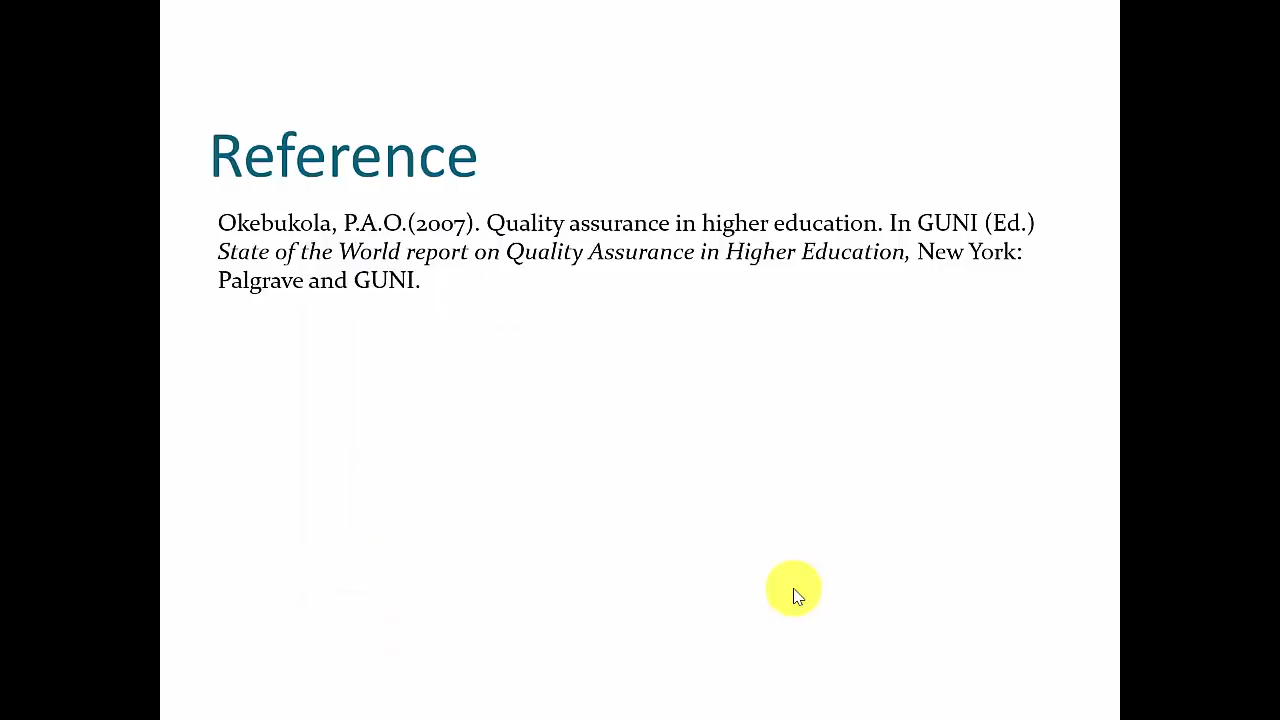 Reference
Okebukola, P.A.O.(2007). Quality assurance in higher education. In GUNI (Ed.)
State of the World report on Quality Assurance in Higher Education, New York:
Palgrave and GUNI.